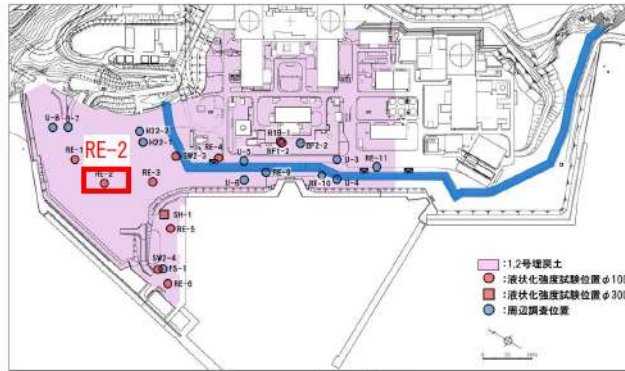 U-8 U-7
H22-2
H22-7
RE-1
RE-2
RE-2
RE-3
SW2-3
RE-4
U-5
U-6
H19-1
BF1-2
BF2-2
RE-9
RE-10
U-3
U-4
RE-11
SH-1
RE-5
SW2-4
RE-6
:1,2号埋戻土
:液状化強度試験位置φ100
:液状化強度試験位置φ300
:周辺調査位置